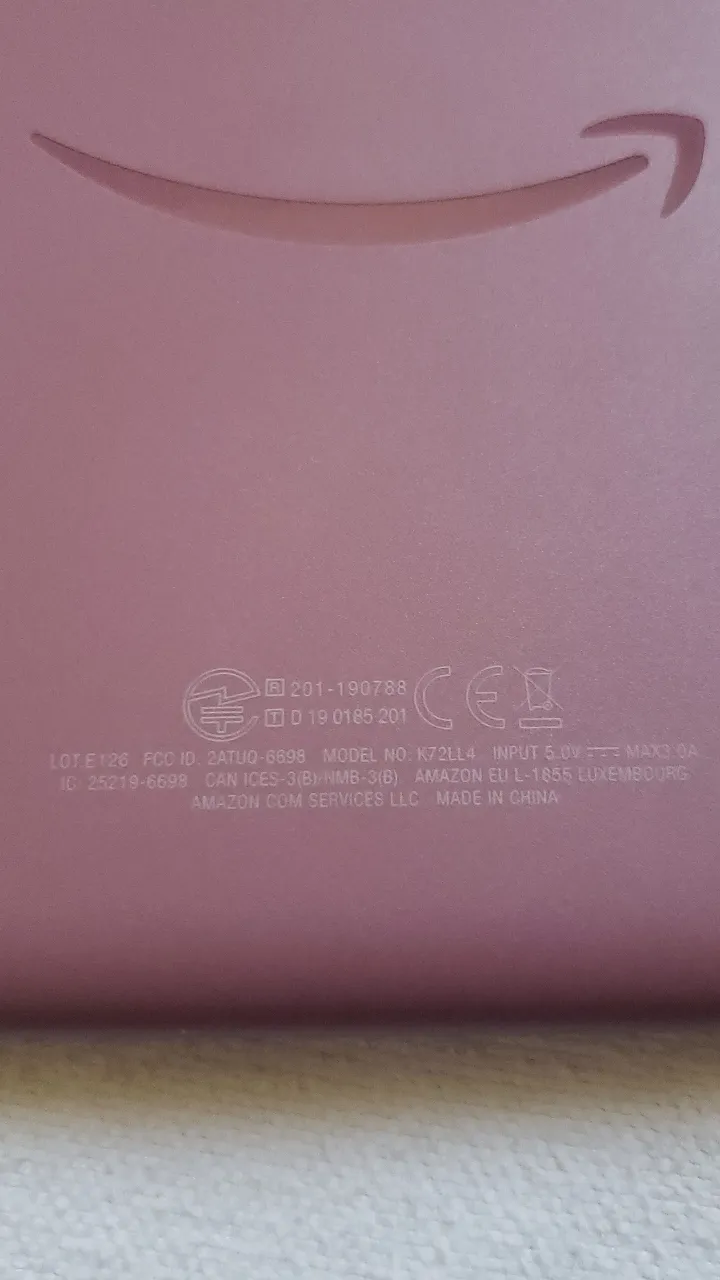 R 201-190788
T D 19 0185 201
CE
LOT E126 FCC ID: 2ATUQ-6698 MODEL NO: K72LL4 INPUT 5.0V MAX3.0A
IC: 25219-6698 CAN ICES-3(B)/NMB-3(B) AMAZON EU L-1855 LUXEMBOURG
AMAZON.COM SERVICES LLC MADE IN CHINA